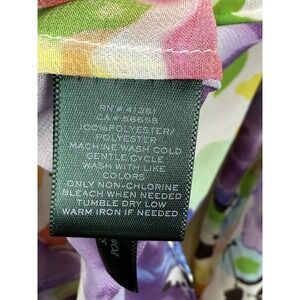 RN # 41381
CA # 56658
100% POLYESTER/
POLYESTER
MACHINE WASH COLD
GENTLE CYCLE
WASH WITH LIKE
COLORS
ONLY NON-CHLORINE
BLEACH WHEN NEEDED
TUMBLE DRY LOW
WARM IRON IF NEEDED